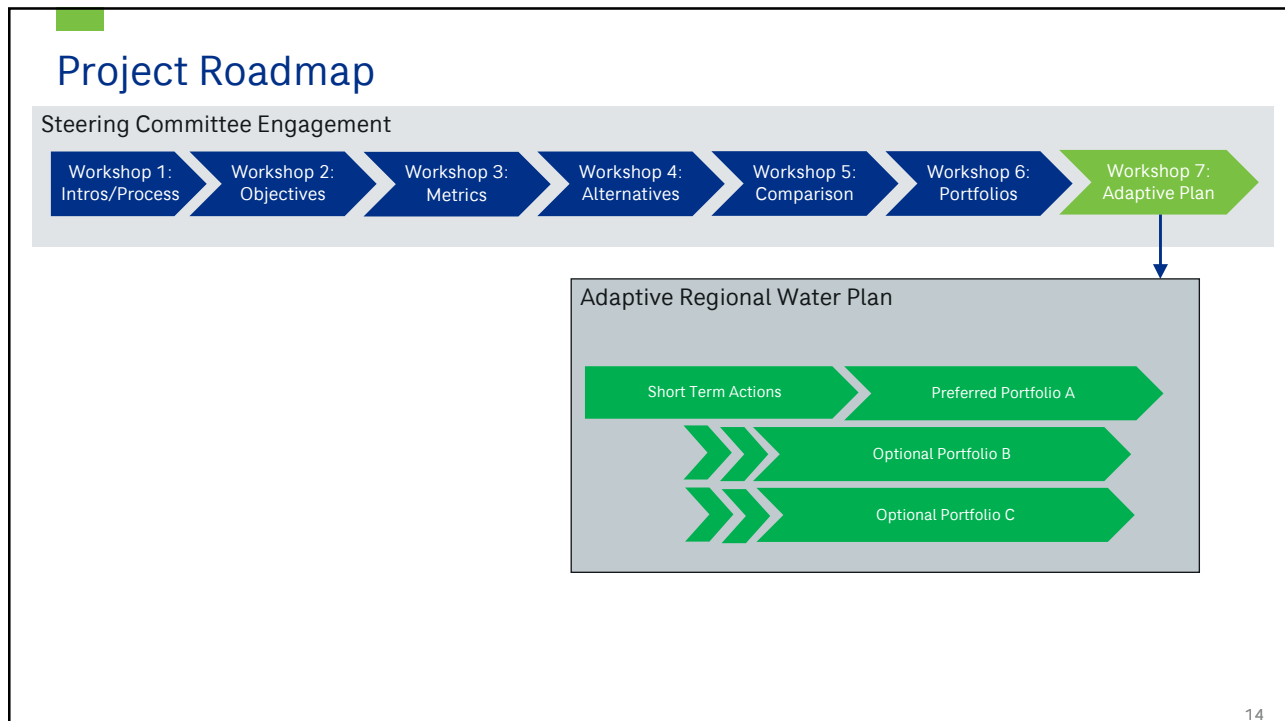 Project Roadmap
Steering Committee Engagement
Workshop 1:
Intros/Process
Workshop 2:
Objectives
Workshop 3:
Metrics
Workshop 4:
Alternatives
Workshop 5:
Comparison
Workshop 6:
Portfolios
Workshop 7:
Adaptive Plan
Adaptive Regional Water Plan
Short Term Actions
Preferred Portfolio A
Optional Portfolio B
Optional Portfolio C
14